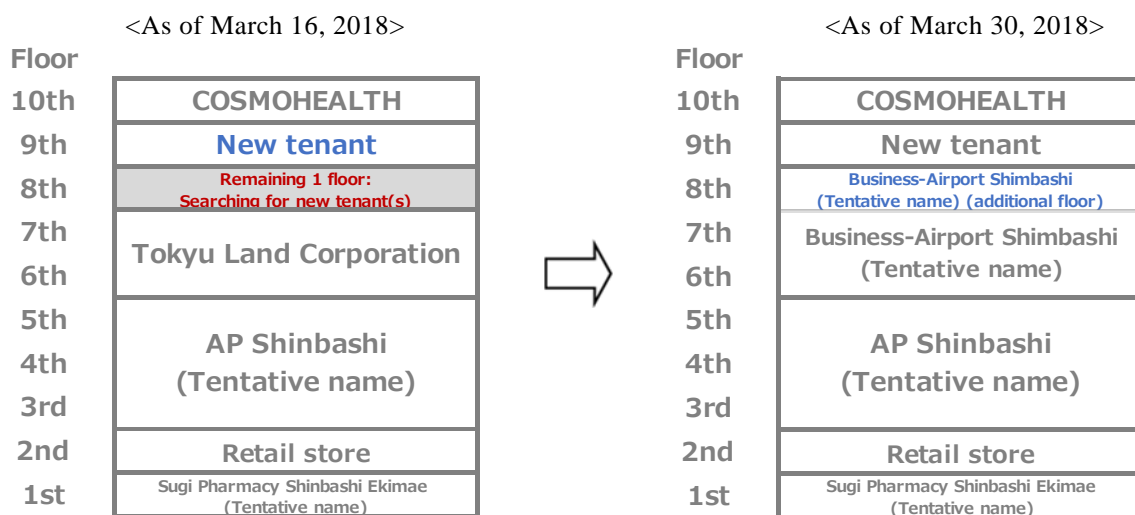 <As of March 16, 2018>
Floor
10th COSMOHEALTH
9th New tenant
8th Remaining 1 floor:
Searching for new tenant(s)
7th
Tokyu Land Corporation
6th
5th
AP Shinbashi
4th
(Tentative name)
3rd
2nd Retail store
1st Sugi Pharmacy Shinbashi Ekimae
(Tentative name)
<As of March 30, 2018>
Floor
10th COSMOHEALTH
9th New tenant
8th Business-Airport Shimbashi
(Tentative name) (additional floor)
7th Business-Airport Shimbashi
6th (Tentative name)
5th
AP Shinbashi
4th
(Tentative name)
3rd
2nd Retail store
1st Sugi Pharmacy Shinbashi Ekimae
(Tentative name)